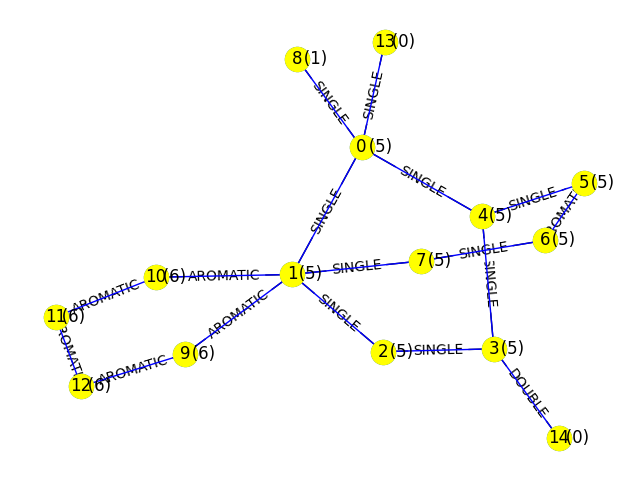 13(0)
8(1)
SINGLE
SINGLE
0(5)
SINGLE
5(5)
SINGLE
SINGLE
4(5)
6(5)
SINGLE
7(5)
SINGLE
1(5)
AROMATIC
10(6)
SINGLE
AROMATIC
11(6)
SINGLE
AROMATIC
3(5)
SINGLE
2(5)
9(6)
AROMATIC
12(6)
DOUBLE
14(0)